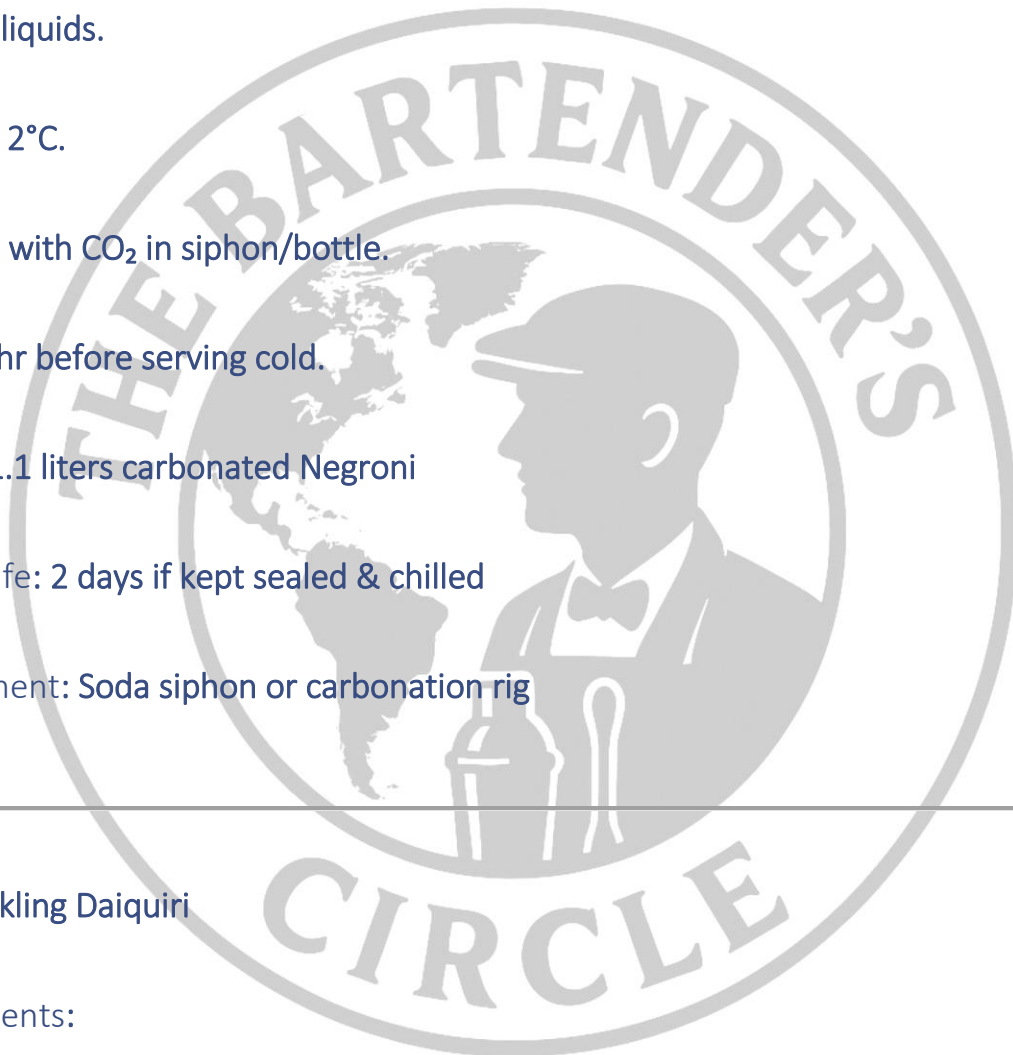 liquids.
2°C.
with CO₂ in siphon/bottle.
hr before serving cold.
.1 liters carbonated Negroni
fe: 2 days if kept sealed & chilled
ment: Soda siphon or carbonation rig
kling Daiquiri
ents:
THE BARTENDER'S
CIRCLE